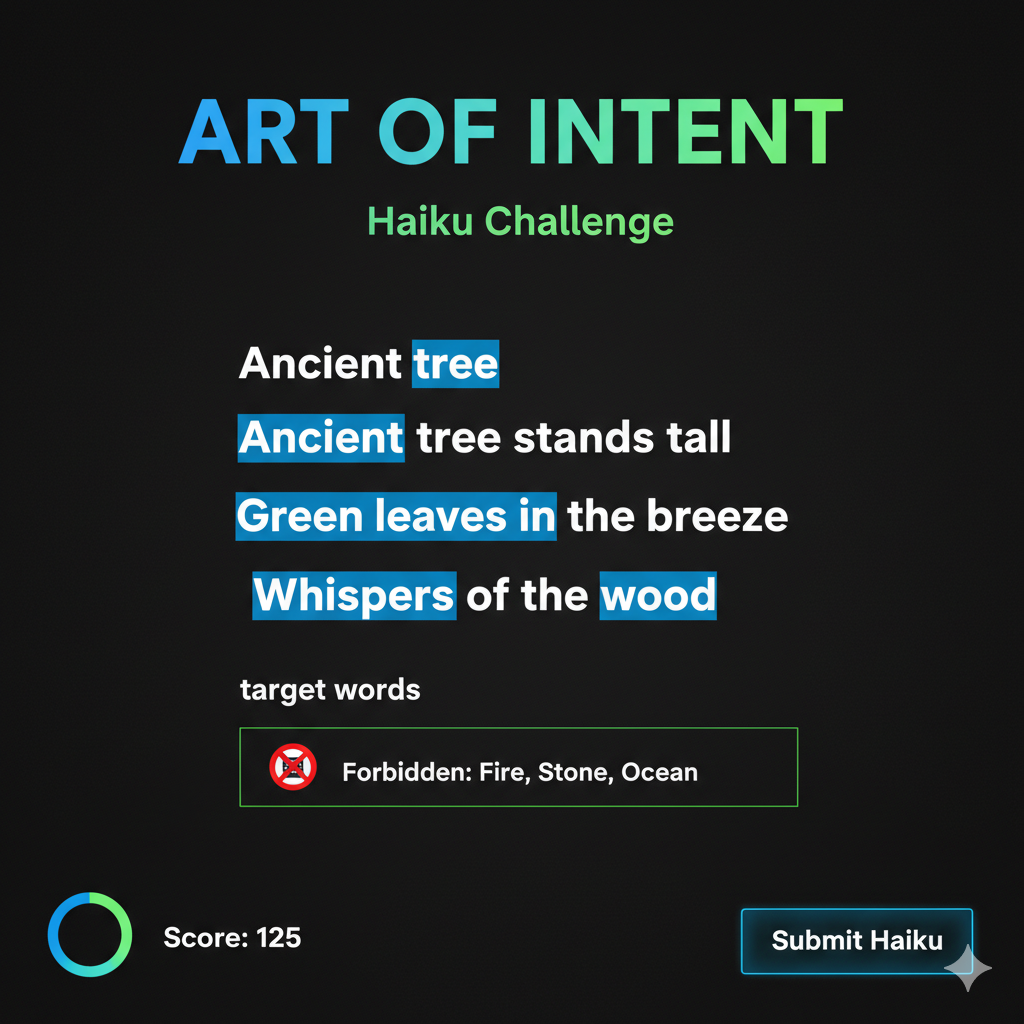 ART OF INTENT
Haiku Challenge
Ancient tree
Ancient tree stands tall
Green leaves in the breeze
Whispers of the wood
target words
Forbidden: Fire, Stone, Ocean
Score: 125
Submit Haiku